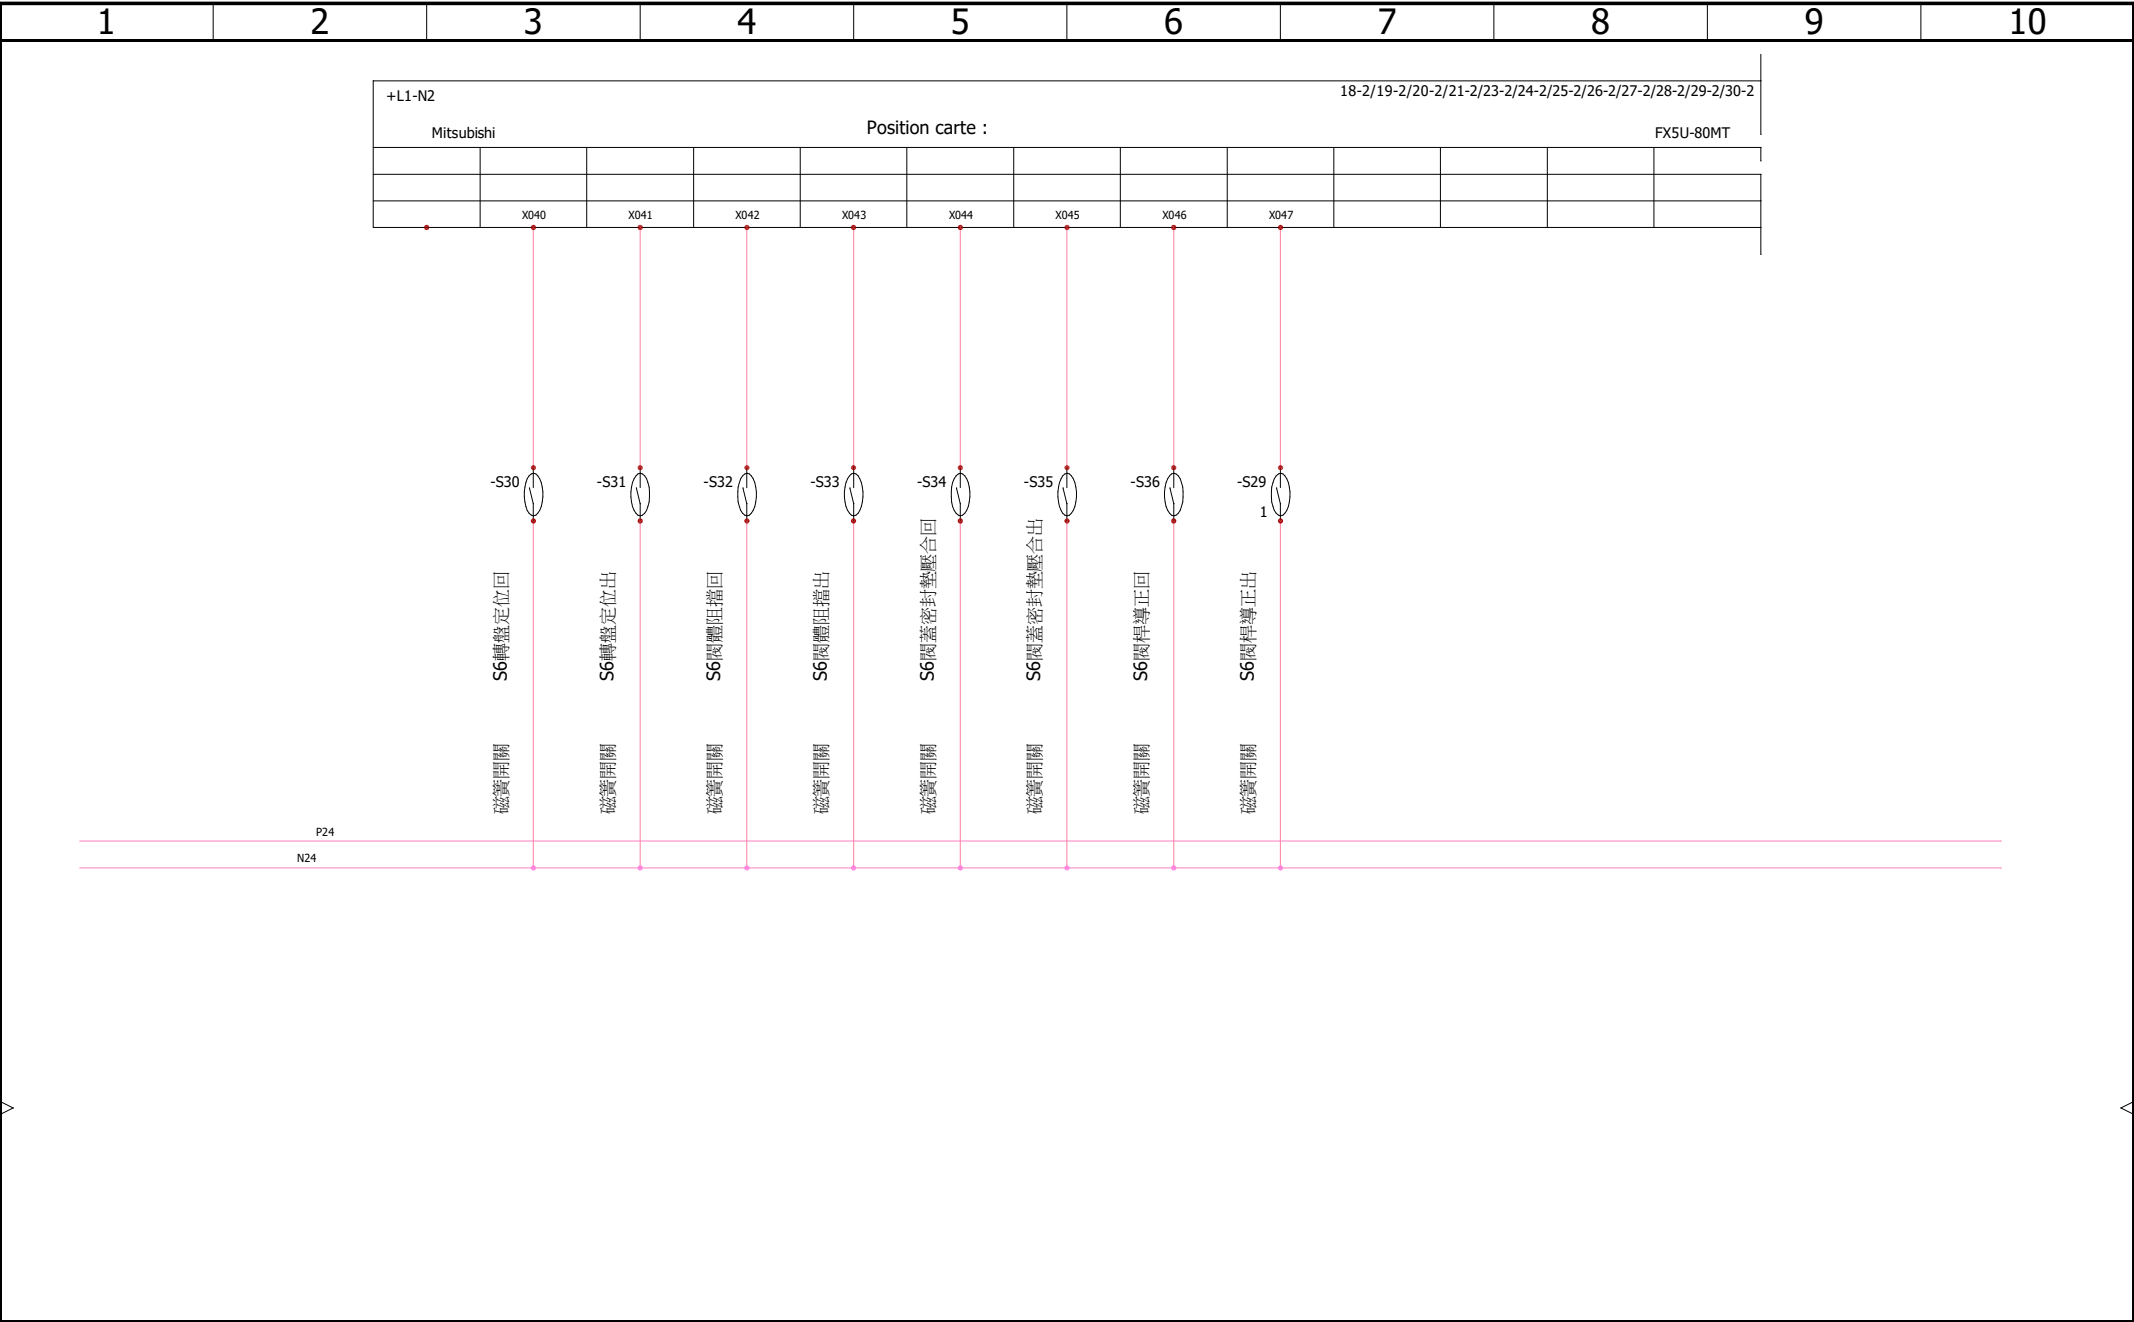 1 2 3 4 5 6 7 8 9 10
+L1-N2 18-2/19-2/20-2/21-2/23-2/24-2/25-2/26-2/27-2/28-2/29-2/30-2
Mitsubishi Position carte : FX5U-80MT
X040 X041 X042 X043 X044 X045 X046 X047
-S30 -S31 -S32 -S33 -S34 -S35 -S36 -S29
1
S6轉盤定位回
S6轉盤定位出
S6閥體阻擋回
S6閥體阻擋出
S6閥蓋密封墊壓合回
S6閥蓋密封墊壓合出
S6閥桿導正回
S6閥桿導正出
磁簧開關
磁簧開關
磁簧開關
磁簧開關
磁簧開關
磁簧開關
磁簧開關
磁簧開關
P24
N24